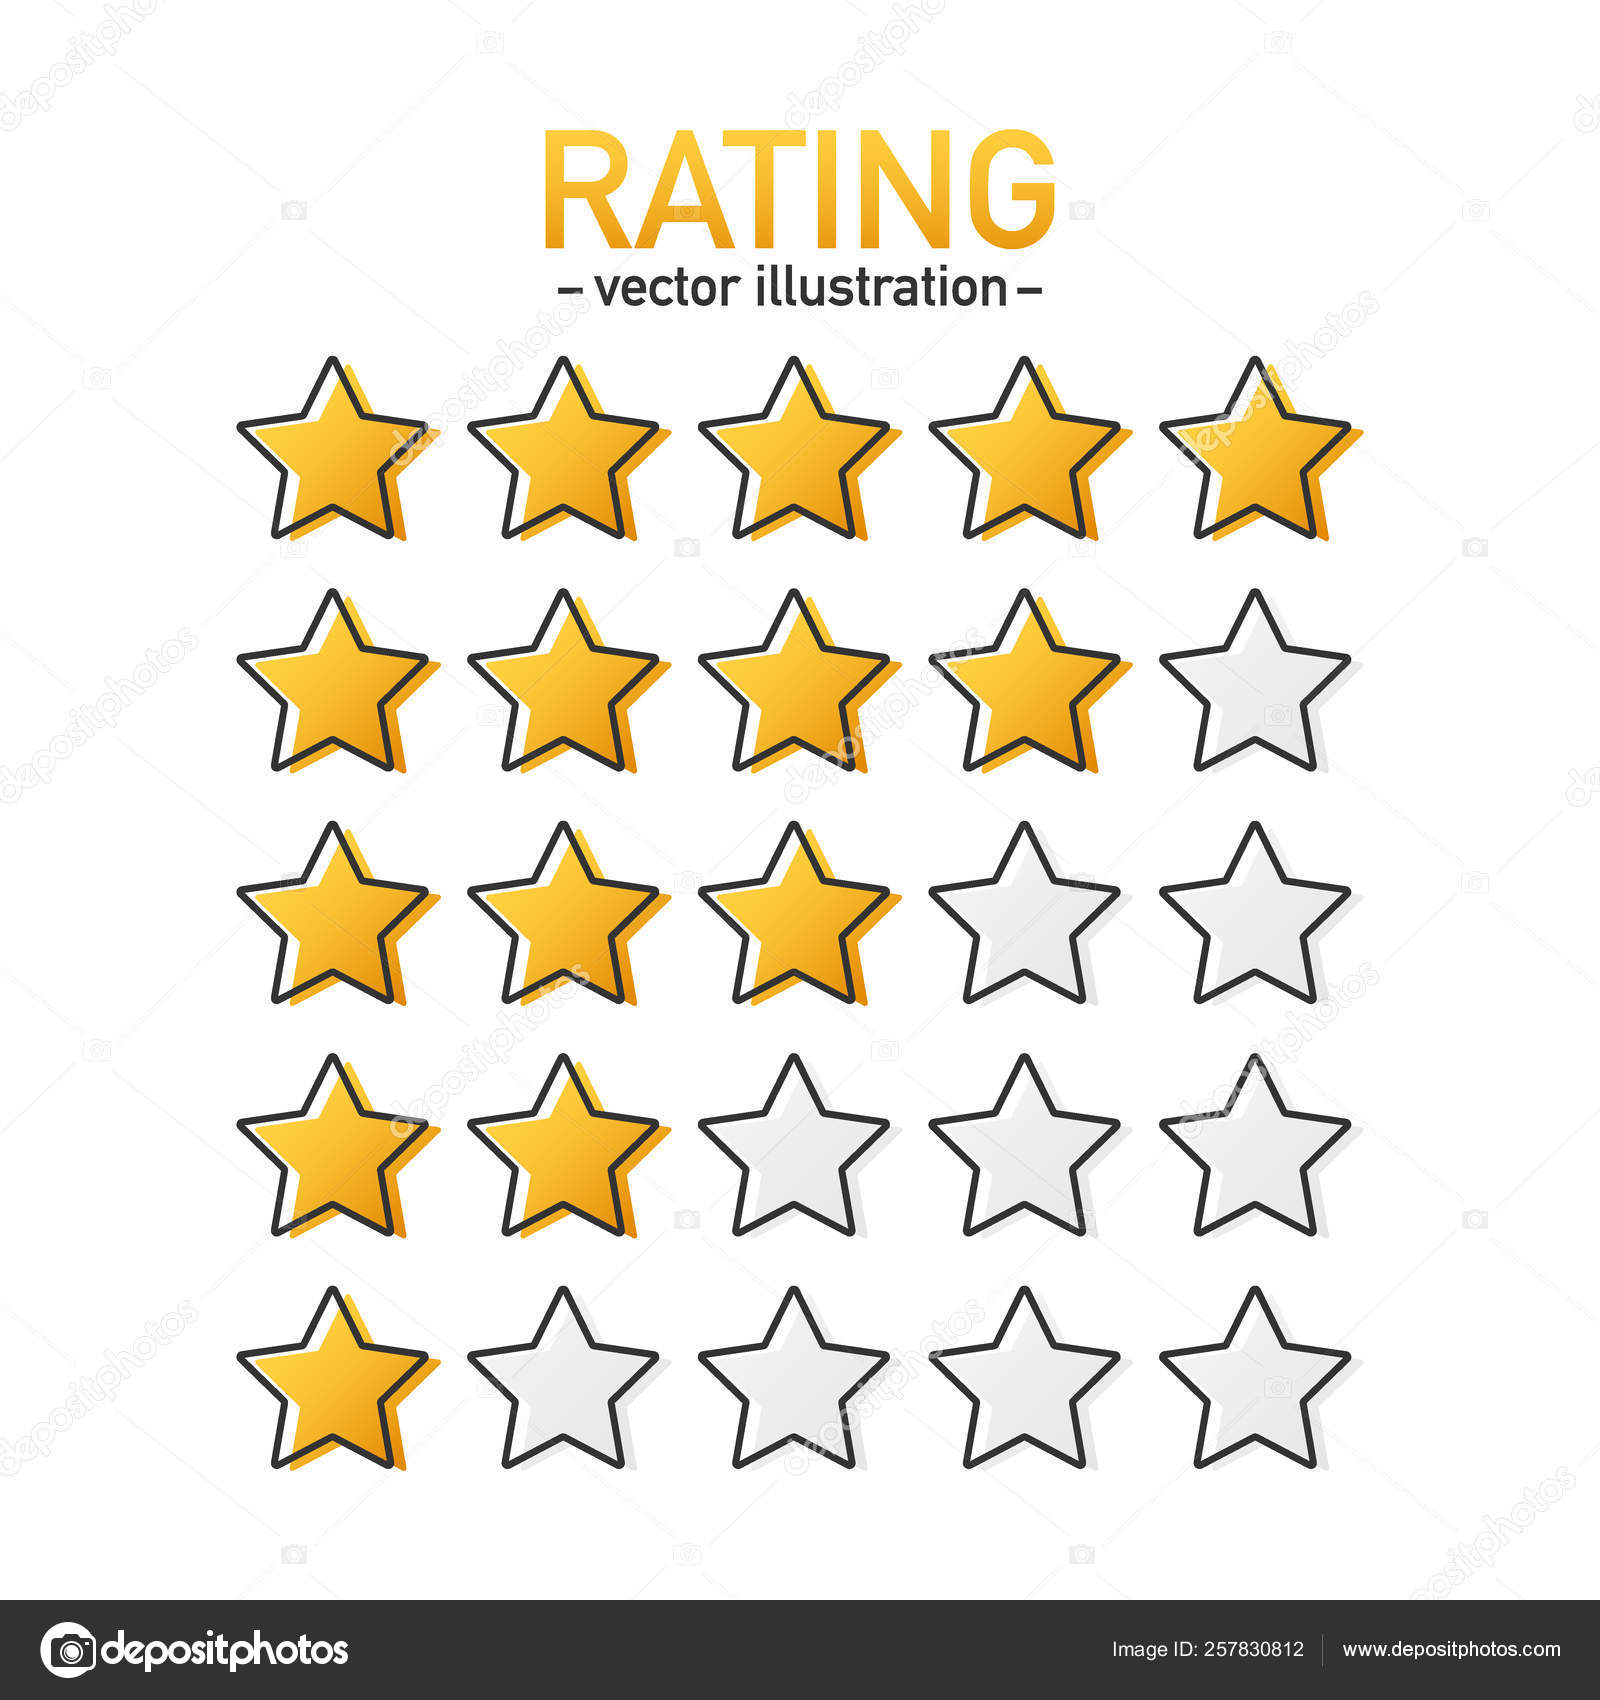 RATING
– vector illustration –
depositphotos
Image ID: 257830812
www.depositphotos.com